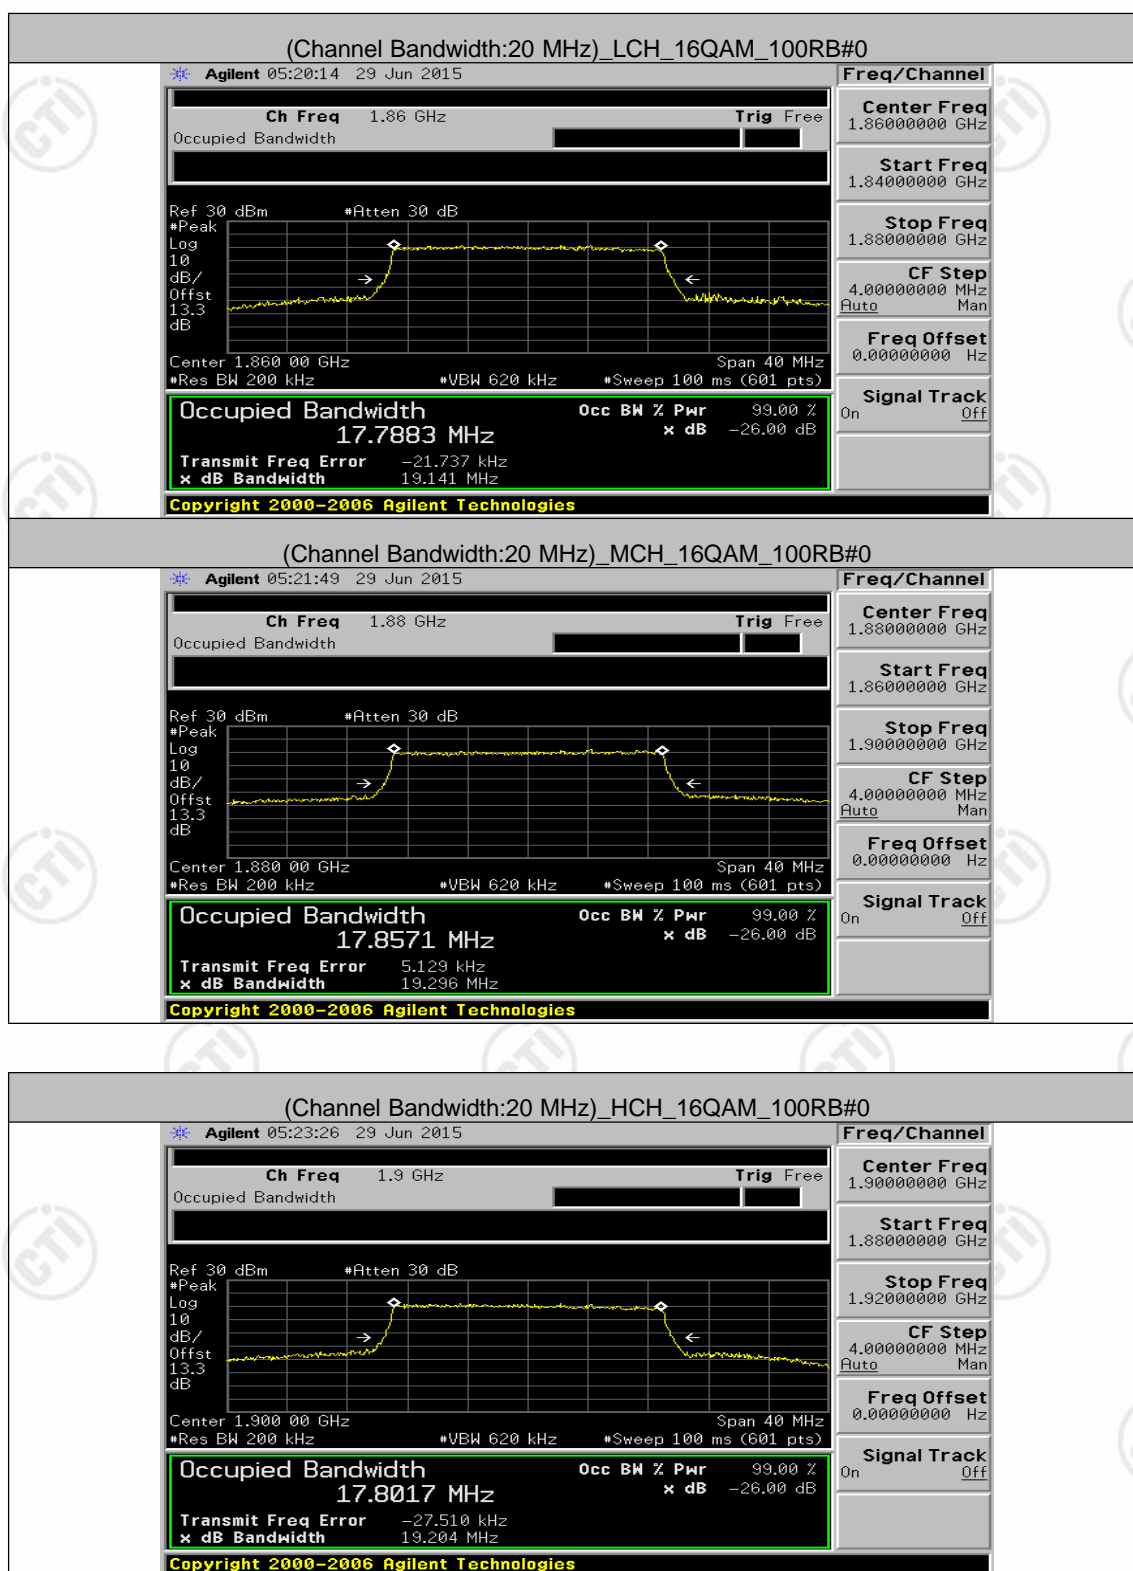 (Channel Bandwidth:20 MHz)_LCH_16QAM_100RB#0
Agilent 05:20:14 29 Jun 2015
Freq/Channel
Ch Freq 1.86 GHz Trig Free
Occupied Bandwidth
Center Freq
1.86000000 GHz
Start Freq
1.84000000 GHz
Stop Freq
1.88000000 GHz
CF Step
4.00000000 MHz
Auto Man
Freq Offset
0.00000000 Hz
Signal Track
On Off
Ref 30 dBm #Atten 30 dB
#Peak
Log
10
dB/
Offst
13.3
dB
Center 1.860 00 GHz Span 40 MHz
#Res BW 200 kHz #VBW 620 kHz #Sweep 100 ms (601 pts)
Occupied Bandwidth Occ BW % Pwr 99.00 %
17.7883 MHz x dB -26.00 dB
Transmit Freq Error -21.737 kHz
x dB Bandwidth 19.141 MHz
Copyright 2000-2006 Agilent Technologies
(Channel Bandwidth:20 MHz)_MCH_16QAM_100RB#0
Agilent 05:21:49 29 Jun 2015
Freq/Channel
Ch Freq 1.88 GHz Trig Free
Occupied Bandwidth
Center Freq
1.88000000 GHz
Start Freq
1.86000000 GHz
Stop Freq
1.90000000 GHz
CF Step
4.00000000 MHz
Auto Man
Freq Offset
0.00000000 Hz
Signal Track
On Off
Ref 30 dBm #Atten 30 dB
#Peak
Log
10
dB/
Offst
13.3
dB
Center 1.880 00 GHz Span 40 MHz
#Res BW 200 kHz #VBW 620 kHz #Sweep 100 ms (601 pts)
Occupied Bandwidth Occ BW % Pwr 99.00 %
17.8571 MHz x dB -26.00 dB
Transmit Freq Error 5.129 kHz
x dB Bandwidth 19.296 MHz
Copyright 2000-2006 Agilent Technologies
(Channel Bandwidth:20 MHz)_HCH_16QAM_100RB#0
Agilent 05:23:26 29 Jun 2015
Freq/Channel
Ch Freq 1.9 GHz Trig Free
Occupied Bandwidth
Center Freq
1.90000000 GHz
Start Freq
1.88000000 GHz
Stop Freq
1.92000000 GHz
CF Step
4.00000000 MHz
Auto Man
Freq Offset
0.00000000 Hz
Signal Track
On Off
Ref 30 dBm #Atten 30 dB
#Peak
Log
10
dB/
Offst
13.3
dB
Center 1.900 00 GHz Span 40 MHz
#Res BW 200 kHz #VBW 620 kHz #Sweep 100 ms (601 pts)
Occupied Bandwidth Occ BW % Pwr 99.00 %
17.8017 MHz x dB -26.00 dB
Transmit Freq Error -27.510 kHz
x dB Bandwidth 19.204 MHz
Copyright 2000-2006 Agilent Technologies
CTI
CTI
CTI
CTI